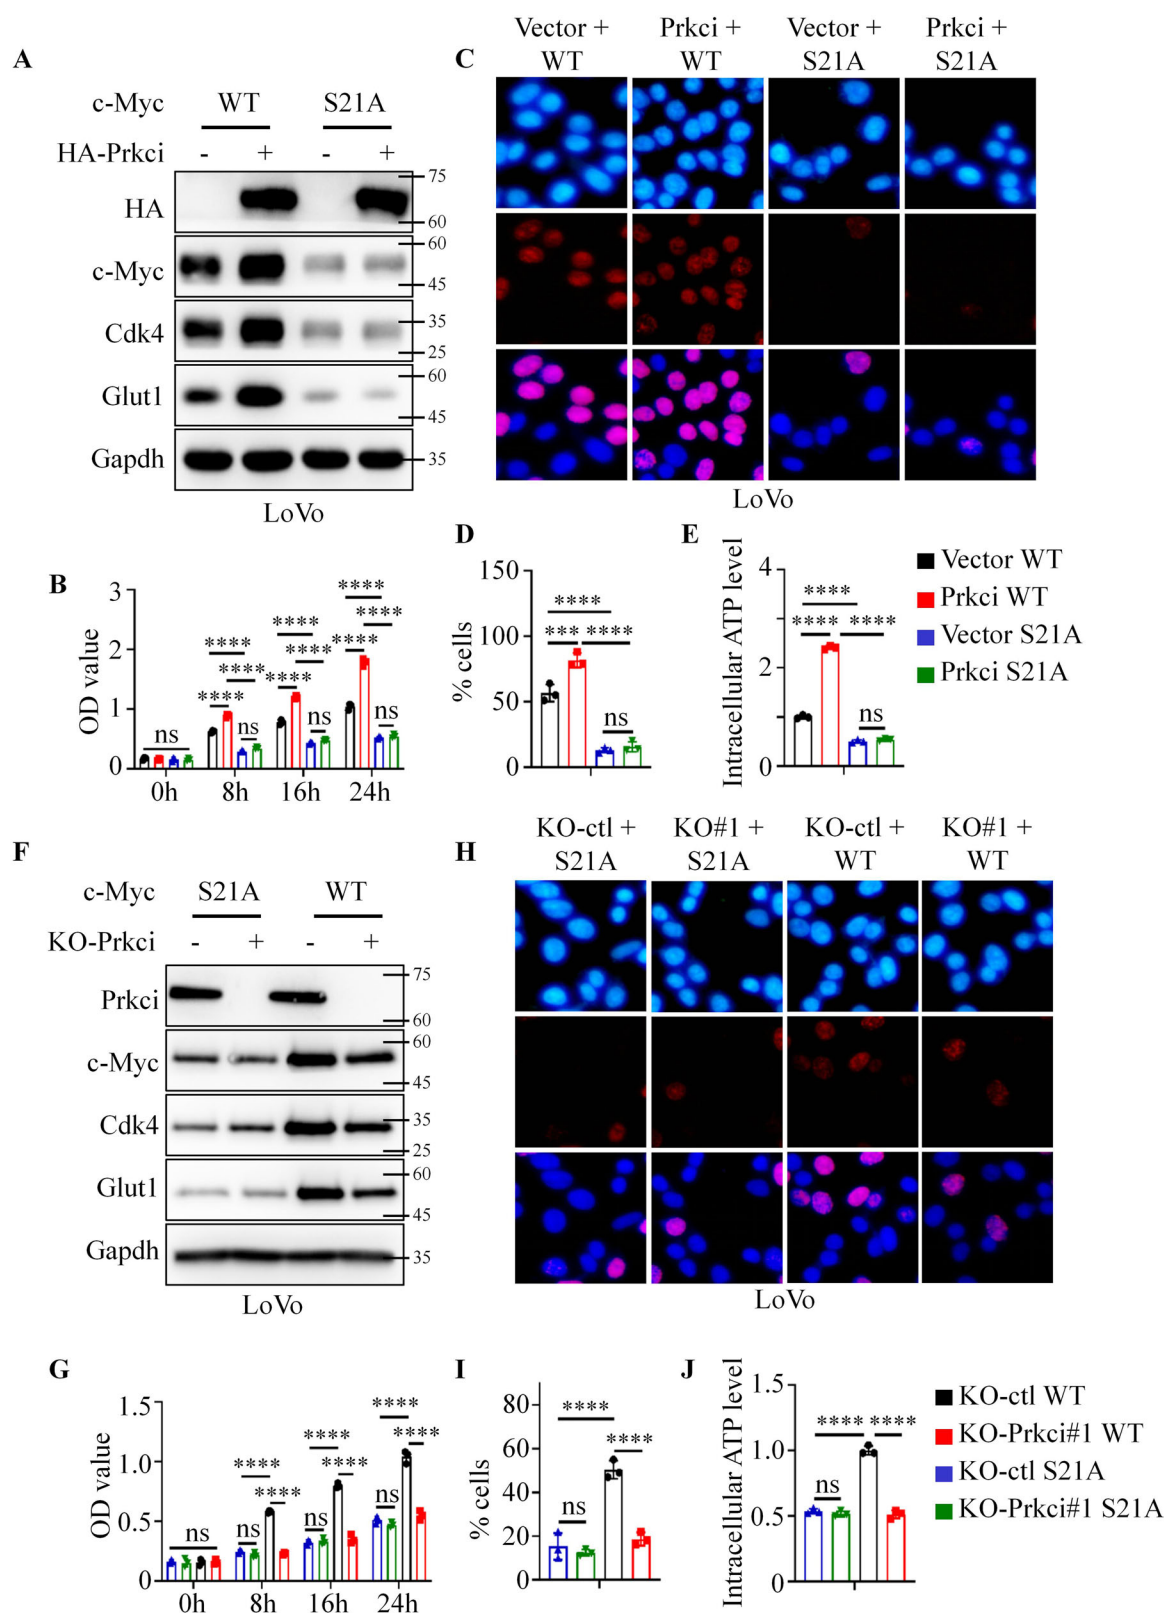 A
c-Myc WT S21A
HA-Prkci - + - +
HA 75 60
c-Myc 60 45
Cdk4 35 25
Glut1 60 45
Gapdh 35
LoVo
C
Vector + Prkci + Vector + Prkci +
WT WT S21A S21A
LoVo
B
OD value
3
2
1
0
**** **** ****
**** **** ****
**** **** ****
ns ns ns ns
0h 8h 16h 24h
D
% cells
150
100
50
0
****
*** ****
ns
E
Intracellular ATP level
4
2
0
****
**** ****
ns
Vector WT
Prkci WT
Vector S21A
Prkci S21A
F
c-Myc S21A WT
KO-Prkci - + - +
Prkci 75 60
c-Myc 60 45
Cdk4 35 25
Glut1 60 45
Gapdh 35
LoVo
H
KO-ctl + KO#1 + KO-ctl + KO#1 +
S21A S21A WT WT
LoVo
G
OD value
1.5
1.0
0.5
0
**** **** ****
**** **** ****
ns ns ns ns
0h 8h 16h 24h
I
% cells
80
60
40
20
0
****
****
ns
J
Intracellular ATP level
1.5
1.0
0.5
0
**** ****
ns
KO-ctl WT
KO-Prkci#1 WT
KO-ctl S21A
KO-Prkci#1 S21A